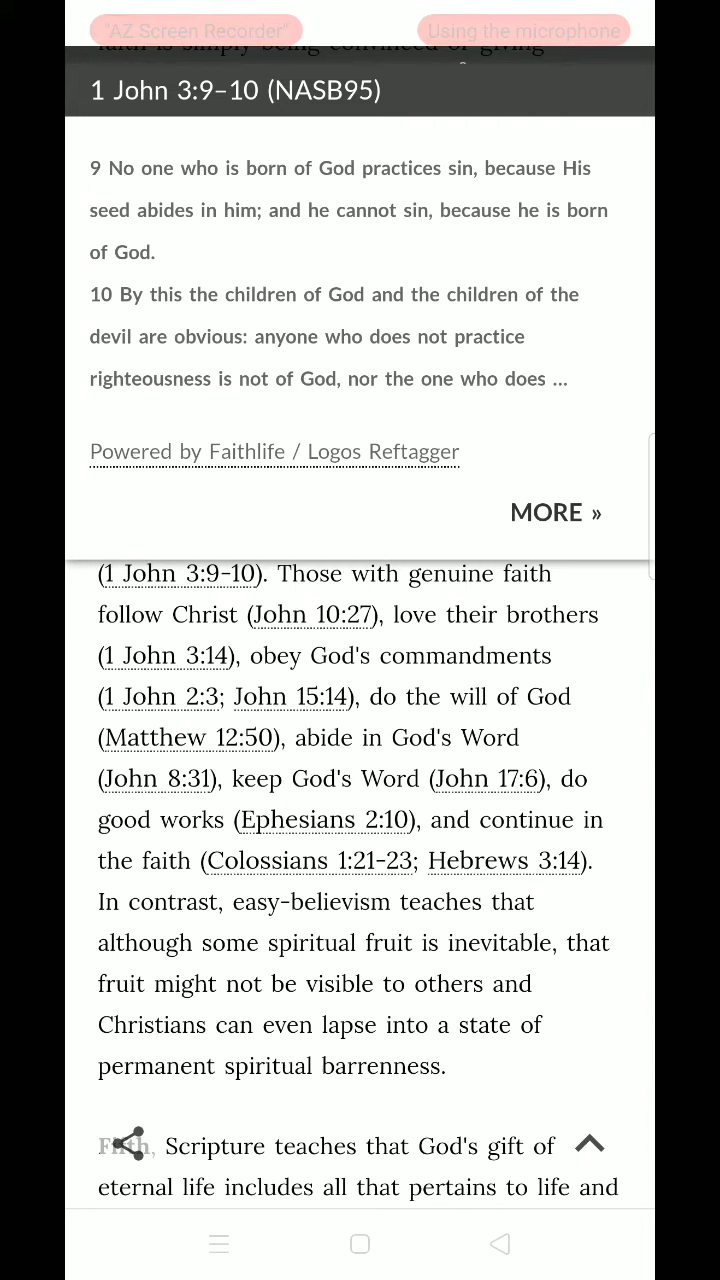 "AZ Screen Recorder"
Using the microphone
faith is simply being convinced or giving
1 John 3:9–10 (NASB95)
9 No one who is born of God practices sin, because His
seed abides in him; and he cannot sin, because he is born
of God.
10 By this the children of God and the children of the
devil are obvious: anyone who does not practice
righteousness is not of God, nor the one who does ...
Powered by Faithlife / Logos Reftagger
MORE »
(1 John 3:9-10). Those with genuine faith
follow Christ (John 10:27), love their brothers
(1 John 3:14), obey God's commandments
(1 John 2:3; John 15:14), do the will of God
(Matthew 12:50), abide in God's Word
(John 8:31), keep God's Word (John 17:6), do
good works (Ephesians 2:10), and continue in
the faith (Colossians 1:21-23; Hebrews 3:14).
In contrast, easy-believism teaches that
although some spiritual fruit is inevitable, that
fruit might not be visible to others and
Christians can even lapse into a state of
permanent spiritual barrenness.
Fifth, Scripture teaches that God's gift of
eternal life includes all that pertains to life and